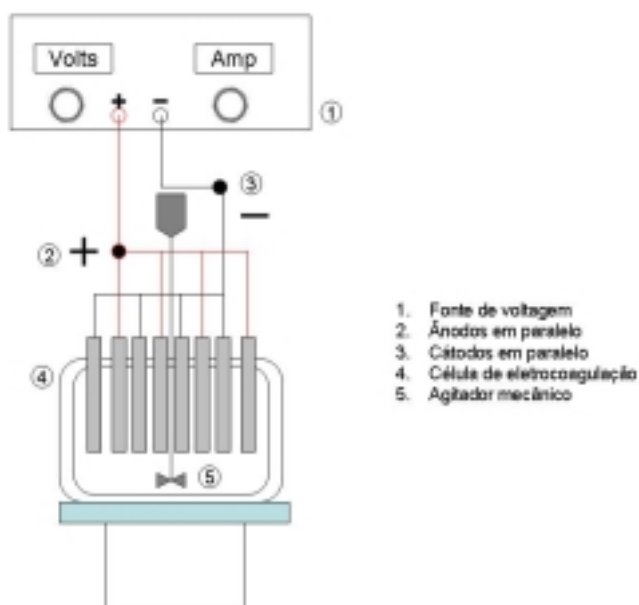 Volts Amp
+ −
①
③
−
② +
④
⑤
1. Fonte de voltagem
2. Ânodos em paralelo
3. Cátodos em paralelo
4. Célula de eletrocoagulação
5. Agitador mecânico